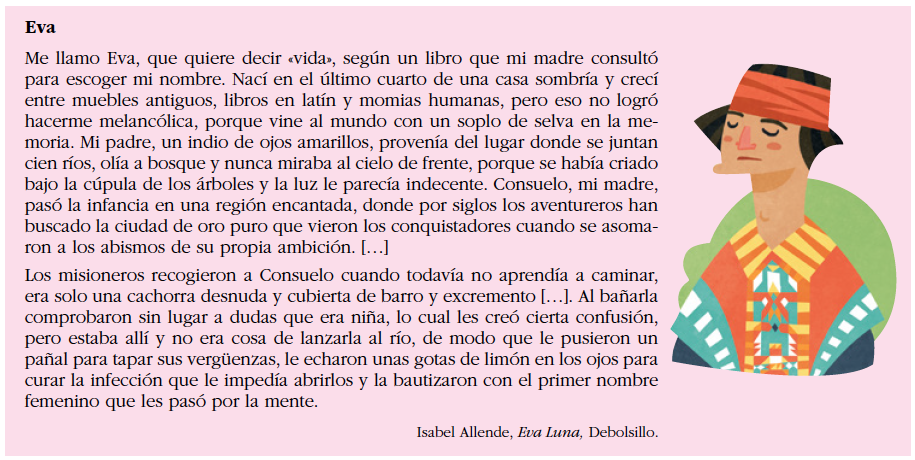 Eva
Me llamo Eva, que quiere decir «vida», según un libro que mi madre consultó
para escoger mi nombre. Nací en el último cuarto de una casa sombría y crecí
entre muebles antiguos, libros en latín y momias humanas, pero eso no logró
hacerme melancólica, porque vine al mundo con un soplo de selva en la me-
moria. Mi padre, un indio de ojos amarillos, provenía del lugar donde se juntan
cien ríos, olía a bosque y nunca miraba al cielo de frente, porque se había criado
bajo la cúpula de los árboles y la luz le parecía indecente. Consuelo, mi madre,
pasó la infancia en una región encantada, donde por siglos los aventureros han
buscado la ciudad de oro puro que vieron los conquistadores cuando se asoma-
ron a los abismos de su propia ambición. […]
Los misioneros recogieron a Consuelo cuando todavía no aprendía a caminar,
era solo una cachorra desnuda y cubierta de barro y excremento […]. Al bañarla
comprobaron sin lugar a dudas que era niña, lo cual les creó cierta confusión,
pero estaba allí y no era cosa de lanzarla al río, de modo que le pusieron un
pañal para tapar sus vergüenzas, le echaron unas gotas de limón en los ojos para
curar la infección que le impedía abrirlos y la bautizaron con el primer nombre
femenino que les pasó por la mente.
Isabel Allende, Eva Luna, Debolsillo.